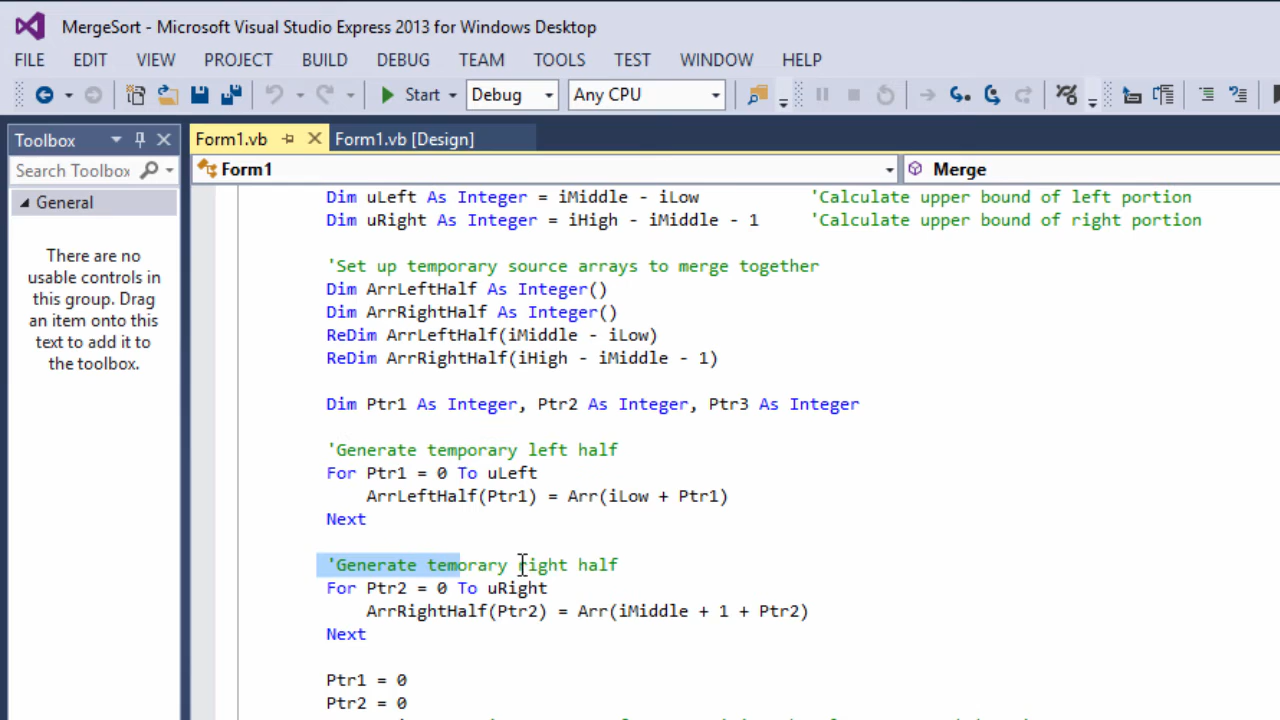 MergeSort - Microsoft Visual Studio Express 2013 for Windows Desktop
FILE EDIT VIEW PROJECT BUILD DEBUG TEAM TOOLS TEST WINDOW HELP
Start Debug Any CPU
Toolbox
Form1.vb
Form1.vb [Design]
Search Toolbox
Form1
Merge
General
There are no
usable controls in
this group. Drag
an item onto this
text to add it to
the toolbox.
Dim uLeft As Integer = iMiddle - iLow 'Calculate upper bound of left portion
Dim uRight As Integer = iHigh - iMiddle - 1 'Calculate upper bound of right portion
'Set up temporary source arrays to merge together
Dim ArrLeftHalf As Integer()
Dim ArrRightHalf As Integer()
ReDim ArrLeftHalf(iMiddle - iLow)
ReDim ArrRightHalf(iHigh - iMiddle - 1)
Dim Ptr1 As Integer, Ptr2 As Integer, Ptr3 As Integer
'Generate temporary left half
For Ptr1 = 0 To uLeft
ArrLeftHalf(Ptr1) = Arr(iLow + Ptr1)
Next
'Generate temorary right half
For Ptr2 = 0 To uRight
ArrRightHalf(Ptr2) = Arr(iMiddle + 1 + Ptr2)
Next
Ptr1 = 0
Ptr2 = 0